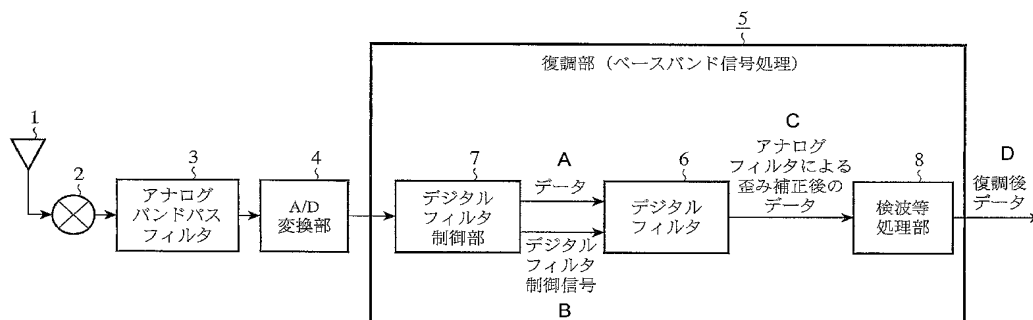 5
復調部（ベースバンド信号処理）
1
2
3
アナログ
バンドパス
フィルタ
4
A/D
変換部
7
デジタル
フィルタ
制御部
A
データ
デジタル
フィルタ
制御信号
B
6
デジタル
フィルタ
C
アナログ
フィルタによる
歪み補正後の
データ
8
検波等
処理部
D
復調後
データ